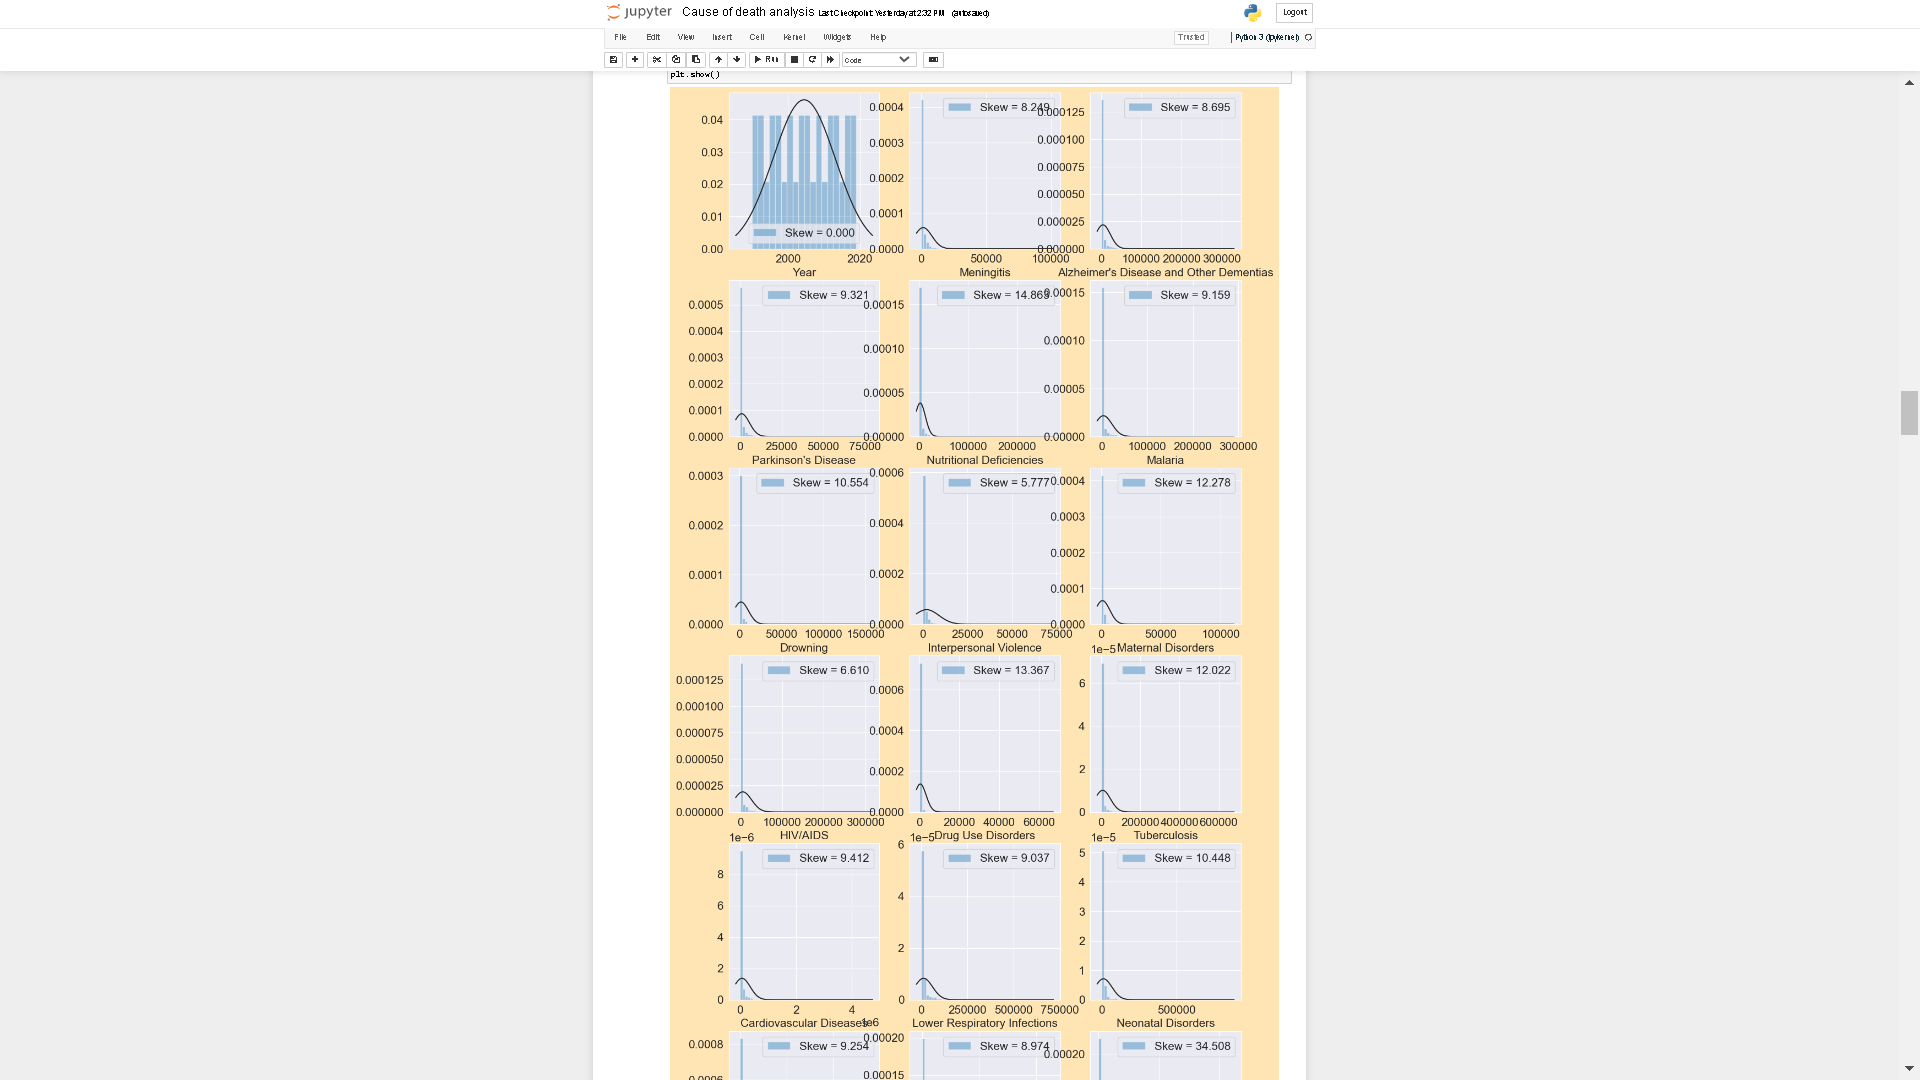 jupyter Cause of death analysis Last Checkpoint: Yesterday at 2:32 PM (autosaved) Logout
File Edit View Insert Cell Kernel Widgets Help Trusted Python 3 (ipykernel)
Run Code
plt.show()
Skew = 0.000
0.04
0.03
0.02
0.01
0.00
2000 2020
Year
Skew = 8.249
0.0004
0.0003
0.0002
0.0001
0.0000
0 50000 100000
Meningitis
Skew = 8.695
0.000125
0.000100
0.000075
0.000050
0.000025
0.000000
0 100000 200000 300000
Alzheimer's Disease and Other Dementias
Skew = 9.321
0.0005
0.0004
0.0003
0.0002
0.0001
0.0000
0 25000 50000 75000
Parkinson's Disease
Skew = 14.869
0.00015
0.00010
0.00005
0.00000
0 100000 200000
Nutritional Deficiencies
Skew = 9.159
0.00015
0.00010
0.00005
0.00000
0 100000 200000 300000
Malaria
Skew = 10.554
0.0003
0.0002
0.0001
0.0000
0 50000 100000 150000
Drowning
Skew = 5.777
0.0006
0.0004
0.0002
0.0000
0 25000 50000 75000
Interpersonal Violence
Skew = 12.278
0.0004
0.0003
0.0002
0.0001
0.0000
0 50000 100000
Maternal Disorders
Skew = 6.610
0.000125
0.000100
0.000075
0.000050
0.000025
0.000000
0 100000 200000 300000
HIV/AIDS
Skew = 13.367
0.0006
0.0004
0.0002
0.0000
0 20000 40000 60000
Drug Use Disorders
1e−5
Skew = 12.022
6
4
2
0
0 200000 400000 600000
Tuberculosis
1e−6
Skew = 9.412
8
6
4
2
0
0 2 4
1e6
Cardiovascular Diseases
1e−5
Skew = 9.037
6
4
2
0
0 250000 500000 750000
Lower Respiratory Infections
1e−5
Skew = 10.448
5
4
3
2
1
0
0 500000
Neonatal Disorders
Skew = 9.254
0.0008
0.0006
Skew = 8.974
0.00020
0.00015
Skew = 34.508
0.00020